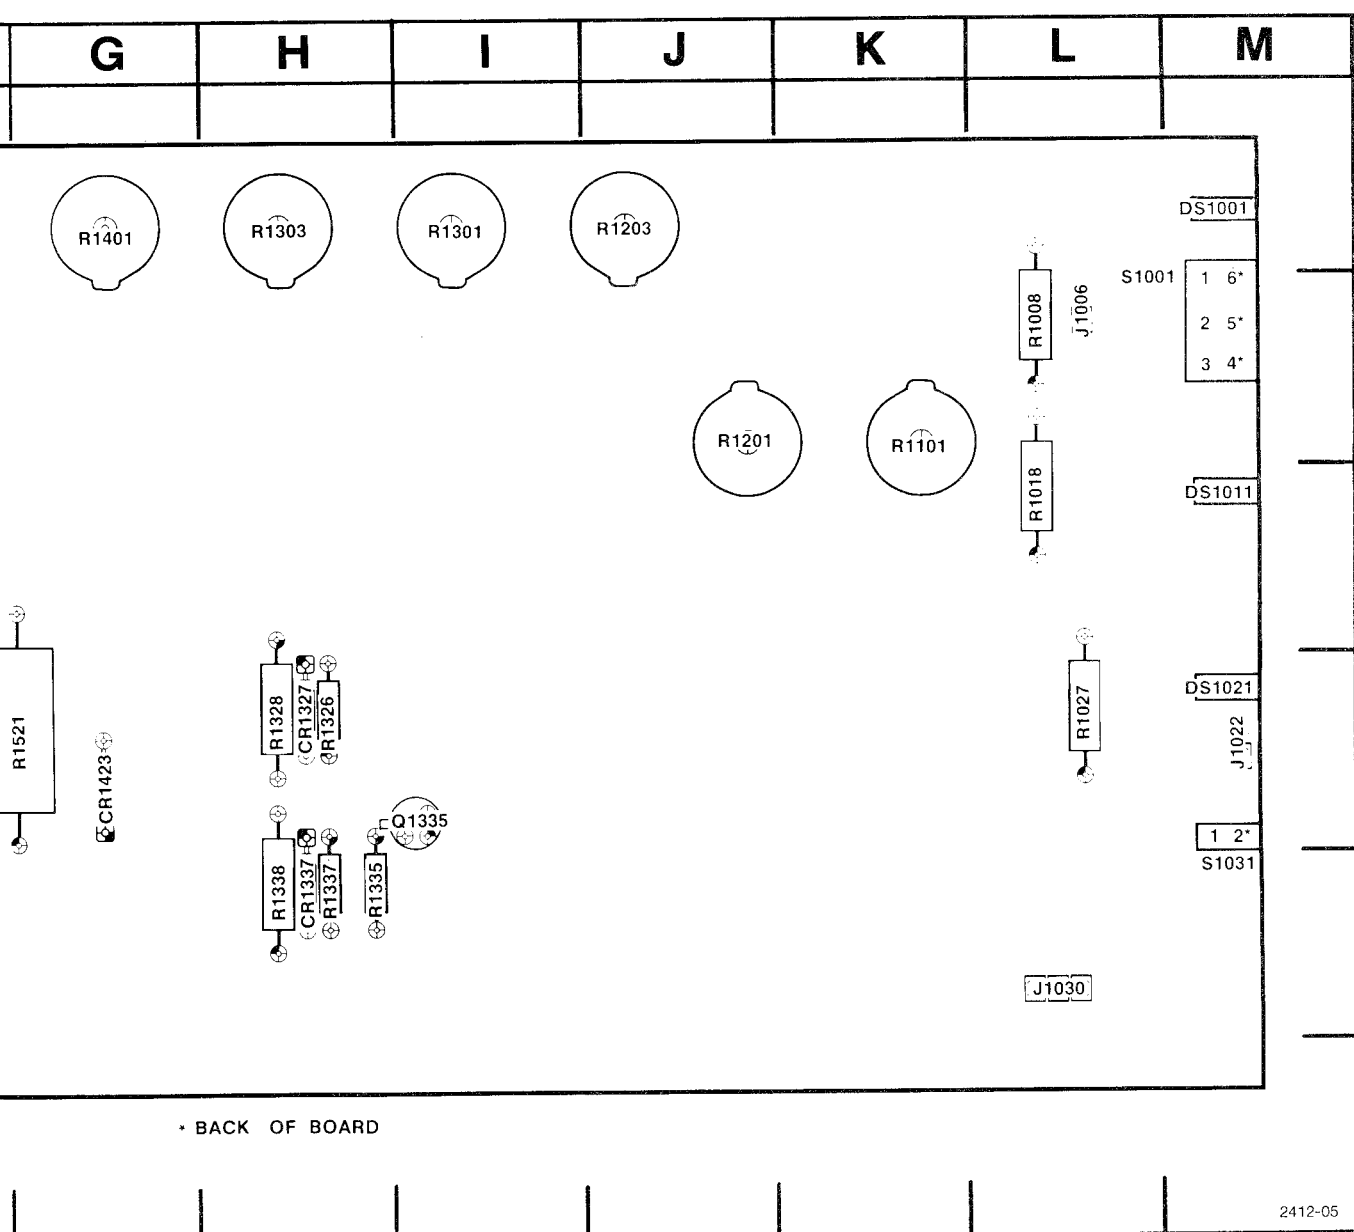 G H I J K L M
DS1001
R1401 R1303 R1301 R1203
S1001 1 6*
R1008 J1006
2 5*
3 4*
R1201 R1101
R1018 DS1011
DS1021
R1521 CR1423 R1328 CR1327 R1326 R1027 J1022
Q1335
1 2*
S1031
R1338 CR1337 R1337 R1335
J1030
* BACK OF BOARD
2412-05